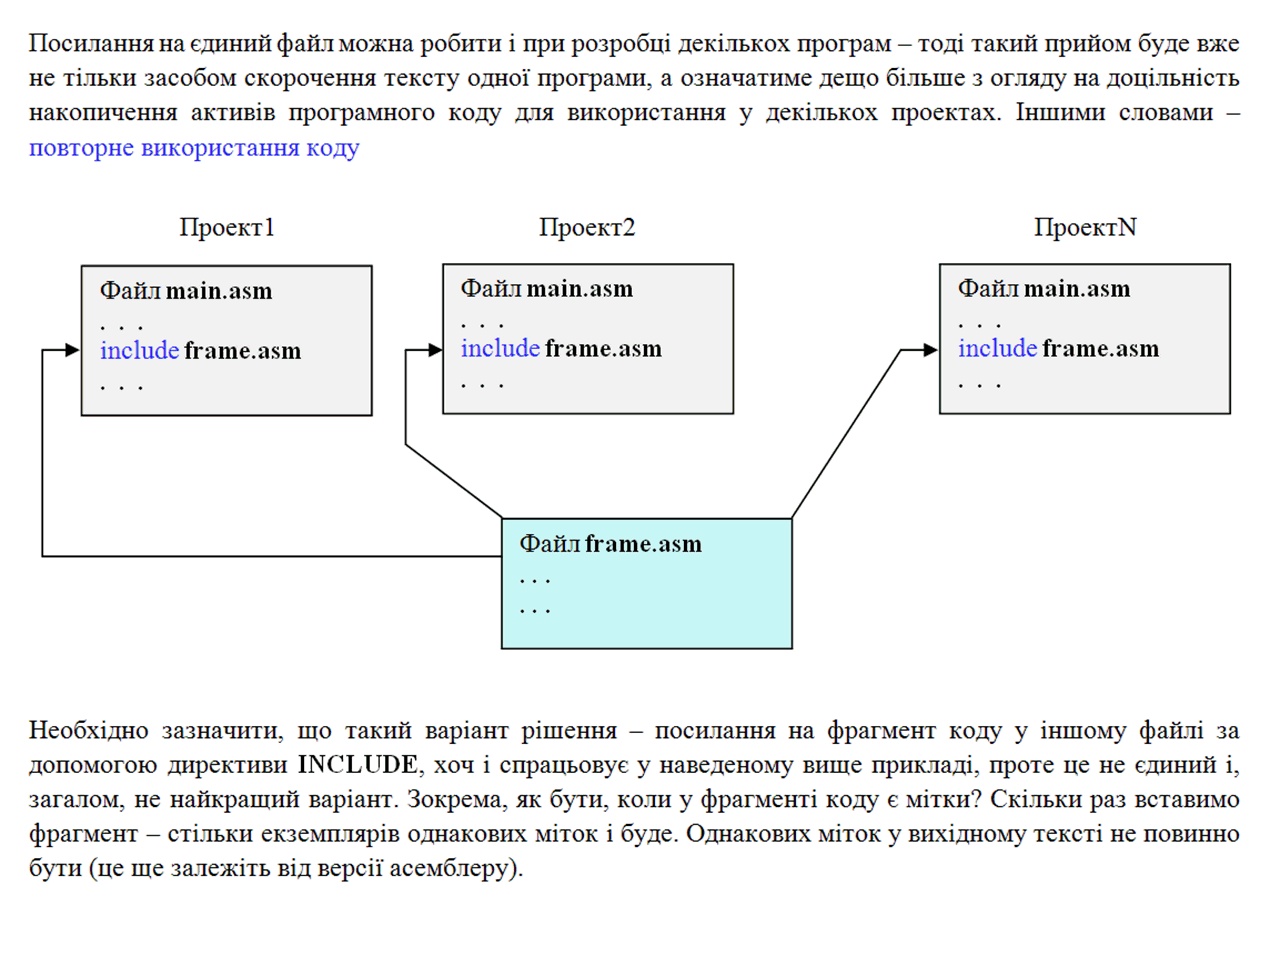 Посилання на єдиний файл можна робити і при розробці декількох програм – тоді такий прийом буде вже
не тільки засобом скорочення тексту одної програми, а означатиме дещо більше з огляду на доцільність
накопичення активів програмного коду для використання у декількох проектах. Іншими словами –
повторне використання коду
Проект1
Файл main.asm
. . .
include frame.asm
. . .
Проект2
Файл main.asm
. . .
include frame.asm
. . .
ПроектN
Файл main.asm
. . .
include frame.asm
. . .
Файл frame.asm
. . .
. . .
Необхідно зазначити, що такий варіант рішення – посилання на фрагмент коду у іншому файлі за
допомогою директиви INCLUDE, хоч і спрацьовує у наведеному вище прикладі, проте це не єдиний і,
загалом, не найкращий варіант. Зокрема, як бути, коли у фрагменті коду є мітки? Скільки раз вставимо
фрагмент – стільки екземплярів однакових міток і буде. Однакових міток у вихідному тексті не повинно
бути (це ще залежіть від версії асемблеру).